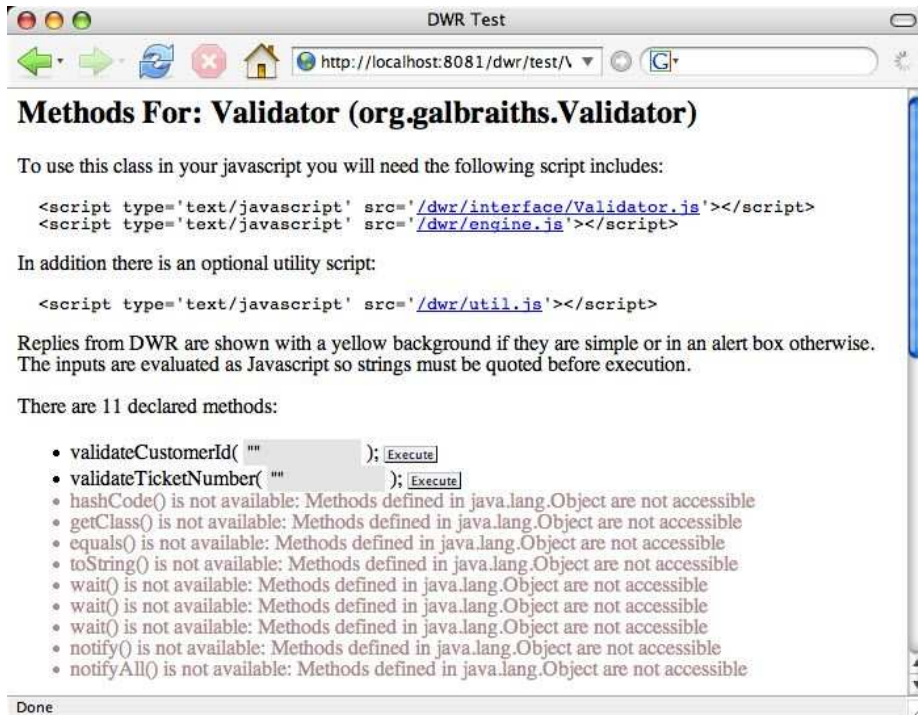 DWR Test
http://localhost:8081/dwr/test/\
G
Methods For: Validator (org.galbraiths.Validator)
To use this class in your javascript you will need the following script includes:
<script type='text/javascript' src='/dwr/interface/Validator.js'></script>
<script type='text/javascript' src='/dwr/engine.js'></script>
In addition there is an optional utility script:
<script type='text/javascript' src='/dwr/util.js'></script>
Replies from DWR are shown with a yellow background if they are simple or in an alert box otherwise.
The inputs are evaluated as Javascript so strings must be quoted before execution.
There are 11 declared methods:
• validateCustomerId( "" ); Execute
• validateTicketNumber( "" ); Execute
• hashCode() is not available: Methods defined in java.lang.Object are not accessible
• getClass() is not available: Methods defined in java.lang.Object are not accessible
• equals() is not available: Methods defined in java.lang.Object are not accessible
• toString() is not available: Methods defined in java.lang.Object are not accessible
• wait() is not available: Methods defined in java.lang.Object are not accessible
• wait() is not available: Methods defined in java.lang.Object are not accessible
• wait() is not available: Methods defined in java.lang.Object are not accessible
• notify() is not available: Methods defined in java.lang.Object are not accessible
• notifyAll() is not available: Methods defined in java.lang.Object are not accessible
Done